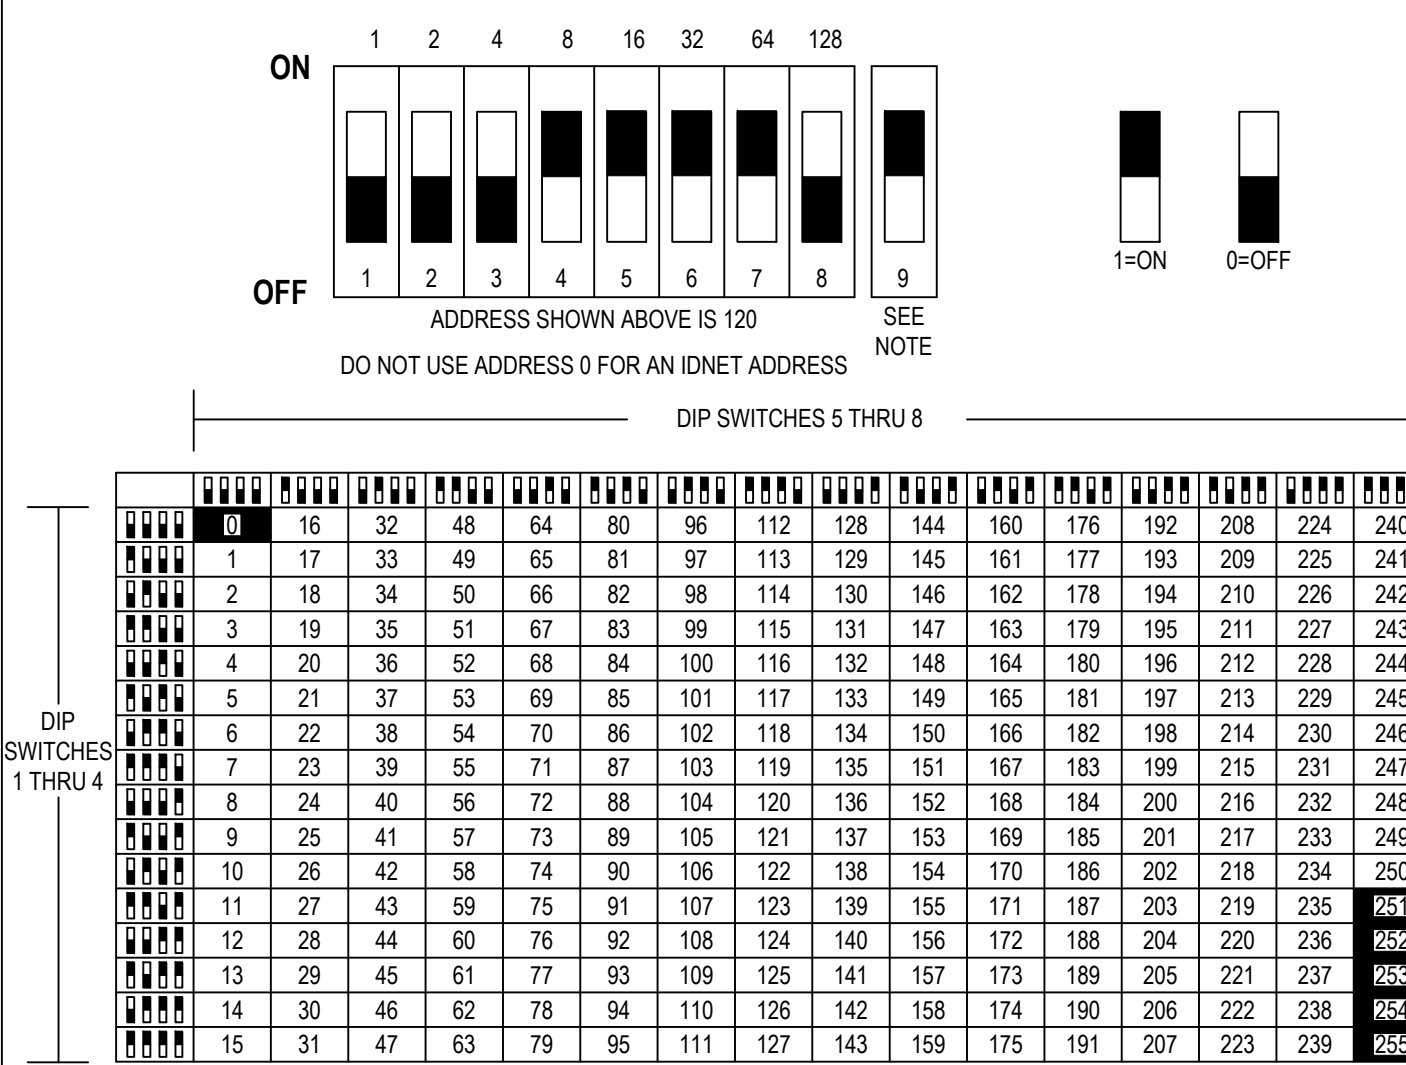 1 2 4 8 16 32 64 128
ON
1=ON 0=OFF
1 2 3 4 5 6 7 8 9
OFF
ADDRESS SHOWN ABOVE IS 120
SEE
NOTE
DO NOT USE ADDRESS 0 FOR AN IDNET ADDRESS
DIP SWITCHES 5 THRU 8
0 16 32 48 64 80 96 112 128 144 160 176 192 208 224 240
1 17 33 49 65 81 97 113 129 145 161 177 193 209 225 241
2 18 34 50 66 82 98 114 130 146 162 178 194 210 226 242
3 19 35 51 67 83 99 115 131 147 163 179 195 211 227 243
4 20 36 52 68 84 100 116 132 148 164 180 196 212 228 244
5 21 37 53 69 85 101 117 133 149 165 181 197 213 229 245
DIP
SWITCHES
1 THRU 4
6 22 38 54 70 86 102 118 134 150 166 182 198 214 230 246
7 23 39 55 71 87 103 119 135 151 167 183 199 215 231 247
8 24 40 56 72 88 104 120 136 152 168 184 200 216 232 248
9 25 41 57 73 89 105 121 137 153 169 185 201 217 233 249
10 26 42 58 74 90 106 122 138 154 170 186 202 218 234 250
11 27 43 59 75 91 107 123 139 155 171 187 203 219 235 251
12 28 44 60 76 92 108 124 140 156 172 188 204 220 236 252
13 29 45 61 77 93 109 125 141 157 173 189 205 221 237 253
14 30 46 62 78 94 110 126 142 158 174 190 206 222 238 254
15 31 47 63 79 95 111 127 143 159 175 191 207 223 239 255